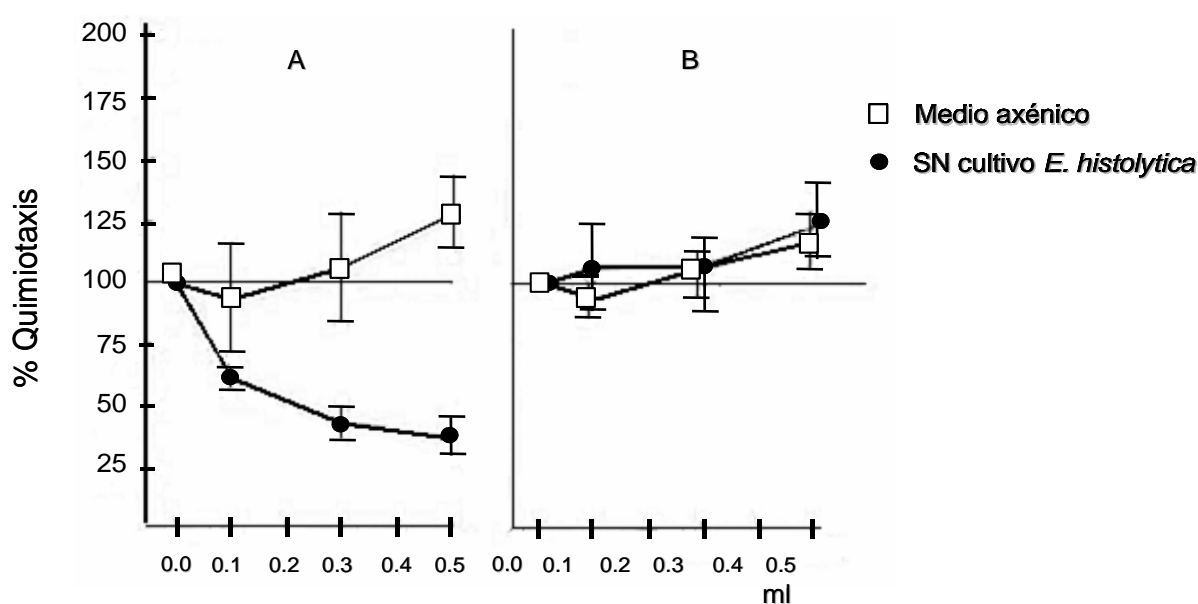 200
A
B
175
Medio axénico
150
SN cultivo E. histolytica
125
100
75
50
25
% Quimiotaxis
0.0 0.1 0.2 0.3 0.4 0.5
0.0 0.1 0.2 0.3 0.4 0.5
ml